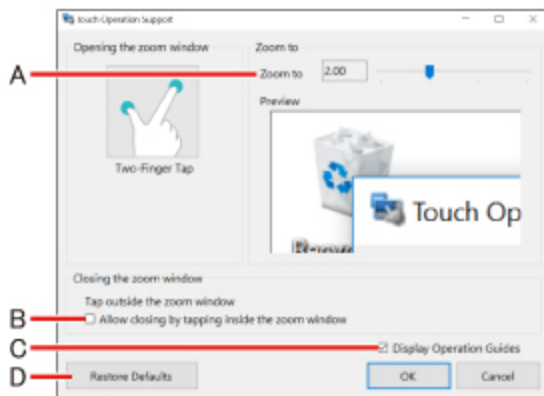 Touch Operation Support
Opening the zoom window
Two-Finger Tap
Zoom to
A
Zoom to 2.00
Preview
Touch Op
Closing the zoom window
Tap outside the zoom window
B
Allow closing by tapping inside the zoom window
C
Display Operation Guides
D
Restore Defaults
OK
Cancel